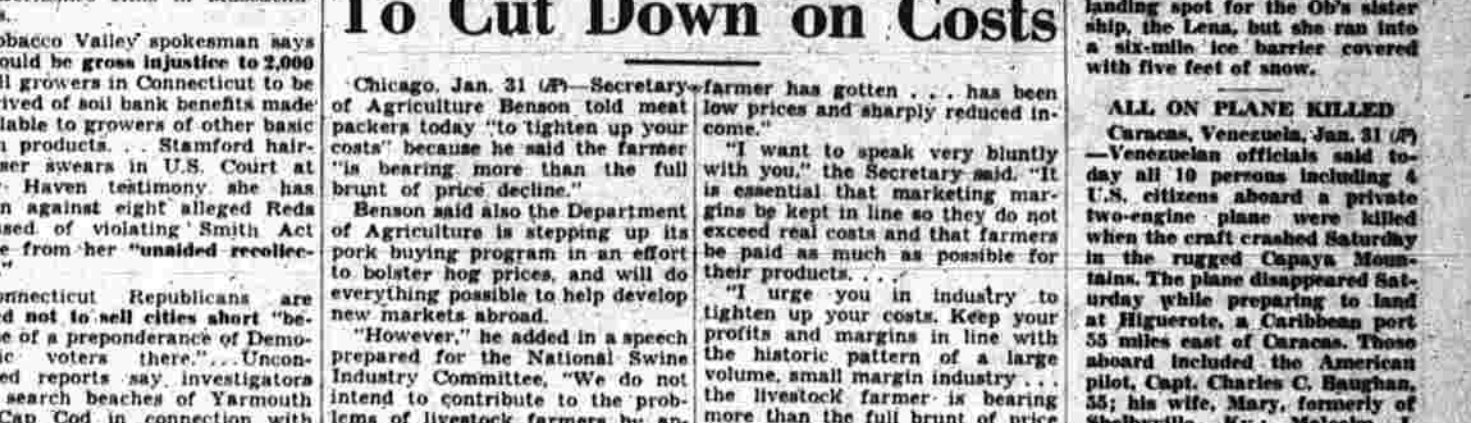 s.
obacco Valley spokesman says
ould be gross injustice to 2,000
ll growers in Connecticut to be
ived of soil bank benefits made
lable to growers of other basic
n products. . . Stamford hair-
ser swears in U.S. Court at
Haven testimony she has
n against eight alleged Reds
sed of violating Smith Act
e from her "unaided recollec-
"
onnecticut Republicans are
d not to sell cities short "be-
e of a preponderance of Demo-
ic voters there."...Uncon-
ed reports say investigators
search beaches of Yarmouth
Cap Cod in connection with
To Cut Down on Costs
Chicago, Jan. 31 (AP)—Secretary
of Agriculture Benson told meat
packers today "to tighten up your
costs" because he said the farmer
"is bearing more than the full
brunt of price decline."
Benson said also the Department
of Agriculture is stepping up its
pork buying program in an effort
to bolster hog prices, and will do
everything possible to help develop
new markets abroad.
"However," he added in a speech
prepared for the National Swine
Industry Committee, "We do not
intend to contribute to the prob-
lems of livestock farmers by an-
farmer has gotten . . . has been
low prices and sharply reduced in-
come."
"I want to speak very bluntly
with you," the Secretary said. "It
is essential that marketing mar-
gins be kept in line so they do not
exceed real costs and that farmers
be paid as much as possible for
their products. . . .
"I urge you in industry to
tighten up your costs. Keep your
profits and margins in line with
the historic pattern of a large
volume, small margin industry . . .
the livestock farmer is bearing
more than the full brunt of price
landing spot for the Ob's sister
ship, the Lena, but she ran into
a six-mile ice barrier covered
with five feet of snow.
ALL ON PLANE KILLED
Caracas, Venezuela, Jan. 31 (AP)
—Venezuelan officials said to-
day all 10 persons including 4
U.S. citizens aboard a private
two-engine plane were killed
when the craft crashed Saturday
in the rugged Capaya Moun-
tains. The plane disappeared Sat-
urday while preparing to land
at Higuerote, a Caribbean port
55 miles east of Caracas. Those
aboard included the American
pilot, Capt. Charles C. Baughan,
55; his wife, Mary, formerly of
Shelbyville, Ky.; Malcolm J.